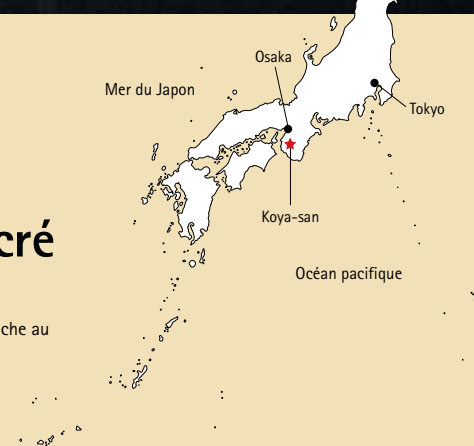 Osaka
Mer du Japon
Tokyo
Koya-san
cré
Océan pacifique
che au